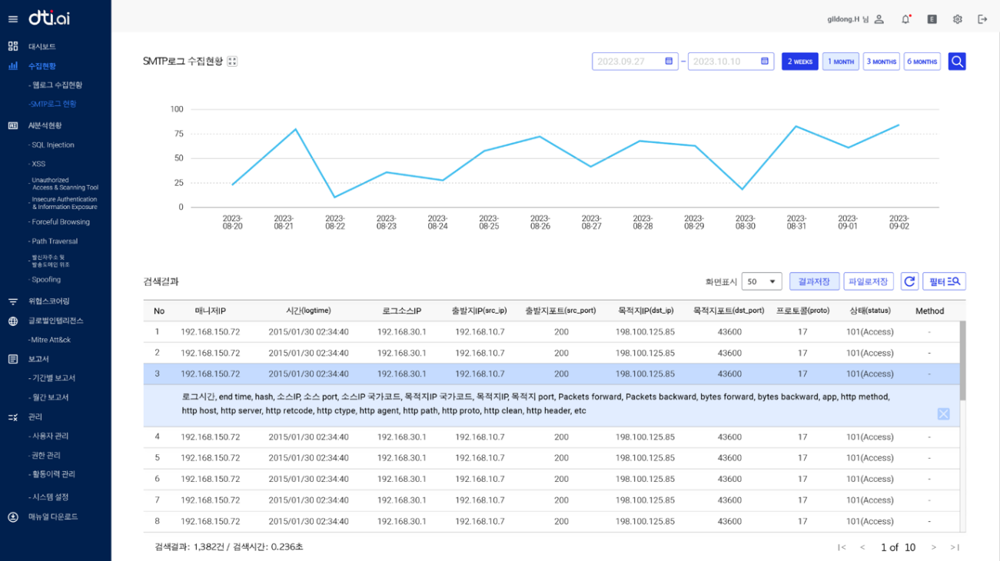 dti.ai
gildong.H 님
E
대시보드
수집현황
- 웹로그 수집현황
-SMTP로그 현황
AI
AI분석현황
- SQL Injection
- XSS
- Unauthorized
Access & Scanning Tool
- Insecure Authentication
& Information Exposure
- Forceful Browsing
- Path Traversal
- 발신자주소 및
발송도메인 위조
- Spoofing
위협스코어링
글로벌인텔리전스
-Mitre Att&ck
보고서
- 기간별 보고서
- 월간 보고서
관리
- 사용자 관리
- 권한 관리
- 활동이력 관리
- 시스템 설정
매뉴얼 다운로드
SMTP로그 수집현황
2023.09.27 – 2023.10.10 2 WEEKS 1 MONTH 3 MONTHS 6 MONTHS
100
75
50
25
0
2023-08-20 2023-08-21 2023-08-22 2023-08-23 2023-08-24 2023-08-25 2023-08-26 2023-08-27 2023-08-28 2023-08-29 2023-08-30 2023-08-31 2023-09-01 2023-09-02
검색결과
화면표시 50 결과저장 파일로저장 필터
No 매니저IP 시간(logtime) 로그소스IP 출발지IP(src_ip) 출발지포트(src_port) 목적지IP(dst_ip) 목적지포트(dst_port) 프로토콜(proto) 상태(status) Method
1 192.168.150.72 2015/01/30 02:34:40 192.168.30.1 192.168.10.7 200 198.100.125.85 43600 17 101(Access) -
2 192.168.150.72 2015/01/30 02:34:40 192.168.30.1 192.168.10.7 200 198.100.125.85 43600 17 101(Access) -
3 192.168.150.72 2015/01/30 02:34:40 192.168.30.1 192.168.10.7 200 198.100.125.85 43600 17 101(Access) -
로그시간, end time, hash, 소스IP, 소스 port, 소스IP 국가코드, 목적지IP 국가코드, 목적지IP, 목적지 port, Packets forward, Packets backward, bytes forward, bytes backward, app, http method,
http host, http server, http retcode, http ctype, http agent, http path, http proto, http clean, http header, etc
4 192.168.150.72 2015/01/30 02:34:40 192.168.30.1 192.168.10.7 200 198.100.125.85 43600 17 101(Access) -
5 192.168.150.72 2015/01/30 02:34:40 192.168.30.1 192.168.10.7 200 198.100.125.85 43600 17 101(Access) -
6 192.168.150.72 2015/01/30 02:34:40 192.168.30.1 192.168.10.7 200 198.100.125.85 43600 17 101(Access) -
7 192.168.150.72 2015/01/30 02:34:40 192.168.30.1 192.168.10.7 200 198.100.125.85 43600 17 101(Access) -
8 192.168.150.72 2015/01/30 02:34:40 192.168.30.1 192.168.10.7 200 198.100.125.85 43600 17 101(Access) -
검색결과: 1,382건 / 검색시간: 0.236초
|< < 1 of 10 > >|